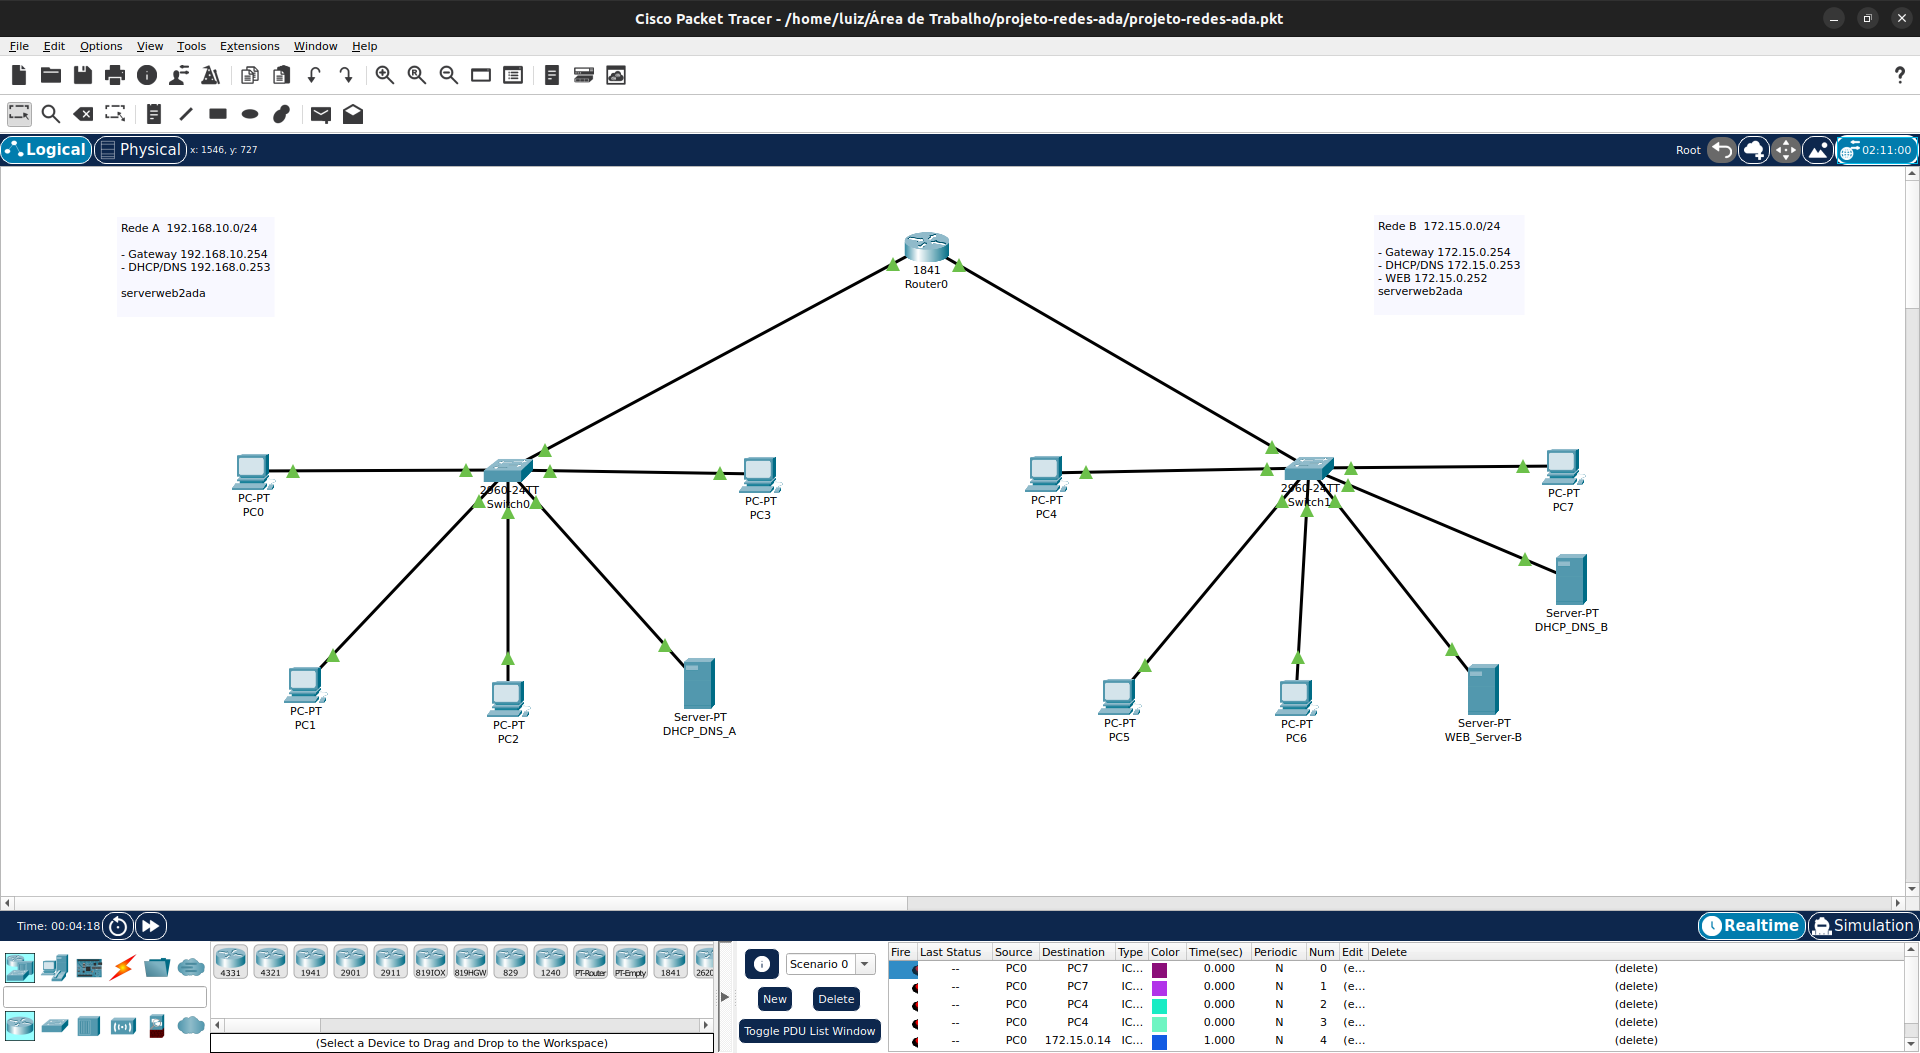 Cisco Packet Tracer - /home/luiz/Área de Trabalho/projeto-redes-ada/projeto-redes-ada.pkt
File Edit Options View Tools Extensions Window Help
?
Logical Physical x: 1546, y: 727 Root 02:11:00
Rede A 192.168.10.0/24
- Gateway 192.168.10.254
- DHCP/DNS 192.168.0.253
serverweb2ada
1841
Router0
Rede B 172.15.0.0/24
- Gateway 172.15.0.254
- DHCP/DNS 172.15.0.253
- WEB 172.15.0.252
serverweb2ada
PC-PT
PC0
2960-24TT
Switch0
PC-PT
PC3
PC-PT
PC4
2960-24TT
Switch1
PC-PT
PC7
Server-PT
DHCP_DNS_B
PC-PT
PC1
PC-PT
PC2
Server-PT
DHCP_DNS_A
PC-PT
PC5
PC-PT
PC6
Server-PT
WEB_Server-B
Time: 00:04:18 Realtime Simulation
4331 4321 1941 2901 2911 819IOX 819HGW 829 1240 PT-Router PT-Empty 1841 2620
(Select a Device to Drag and Drop to the Workspace)
Scenario 0
New Delete
Toggle PDU List Window
Fire Last Status Source Destination Type Color Time(sec) Periodic Num Edit Delete
-- PC0 PC7 IC... 0.000 N 0 (e... (delete)
-- PC0 PC7 IC... 0.000 N 1 (e... (delete)
-- PC0 PC4 IC... 0.000 N 2 (e... (delete)
-- PC0 PC4 IC... 0.000 N 3 (e... (delete)
-- PC0 172.15.0.14 IC... 1.000 N 4 (e... (delete)